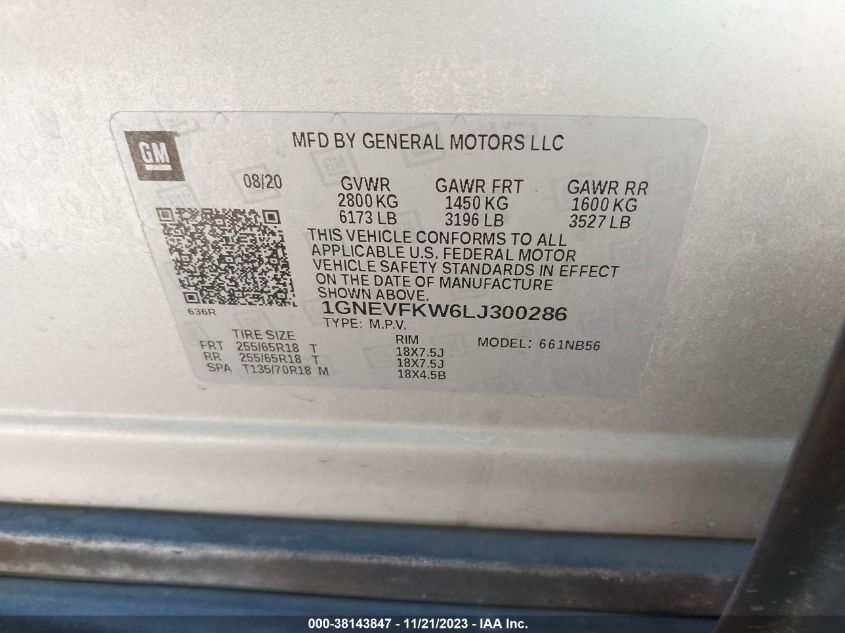 GM
MFD BY GENERAL MOTORS LLC
08/20 GVWR GAWR FRT GAWR RR
2800 KG 1450 KG 1600 KG
6173 LB 3196 LB 3527 LB
THIS VEHICLE CONFORMS TO ALL
APPLICABLE U.S. FEDERAL MOTOR
VEHICLE SAFETY STANDARDS IN EFFECT
ON THE DATE OF MANUFACTURE
SHOWN ABOVE.
636R 1GNEVFKW6LJ300286
TYPE: M.P.V.
TIRE SIZE RIM MODEL: 661NB56
FRT 255/65R18 T 18X7.5J
RR 255/65R18 T 18X7.5J
SPA T135/70R18 M 18X4.5B
000-38143847 - 11/21/2023 - IAA Inc.